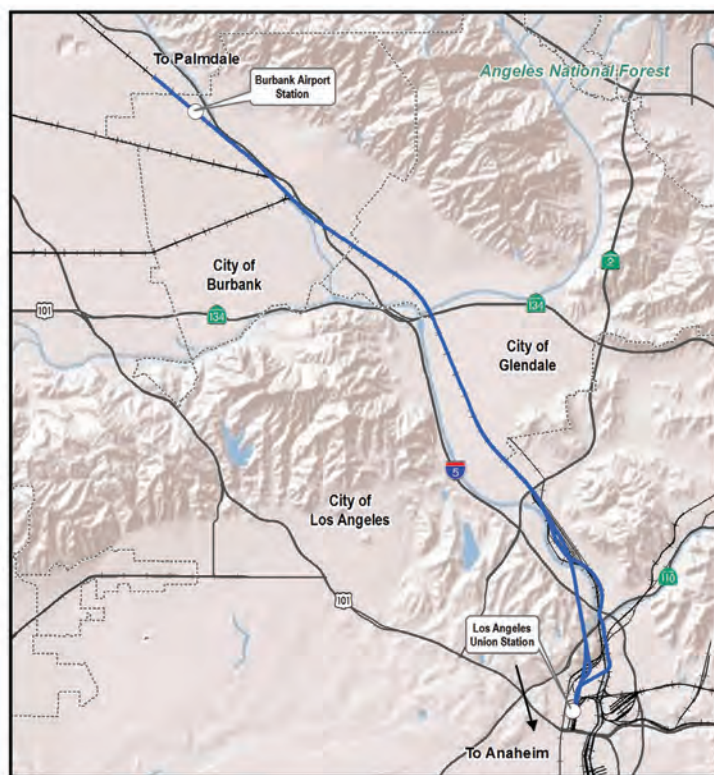 To Palmdale
Burbank Airport
Station
Angeles National Forest
2
City of
Burbank
101
134
134
City of
Glendale
5
City of
Los Angeles
110
101
Los Angeles
Union Station
To Anaheim